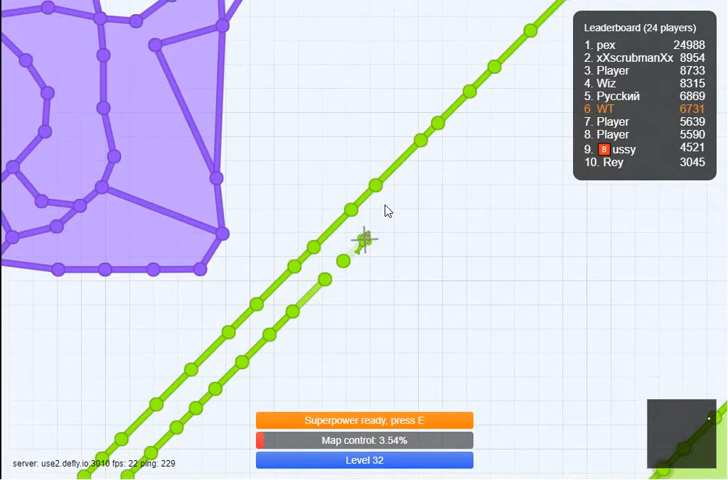 Leaderboard (24 players)
1. pex 24988
2. xXscrubmanXx 8954
3. Player 8733
4. Wiz 8315
5. Русский 6869
6. WT 6731
7. Player 5639
8. Player 5590
9. B ussy 4521
10. Rey 3045
Superpower ready, press E
Map control: 3.54%
Level 32
server: use2.defly.io:3010 fps: 22 ping: 229